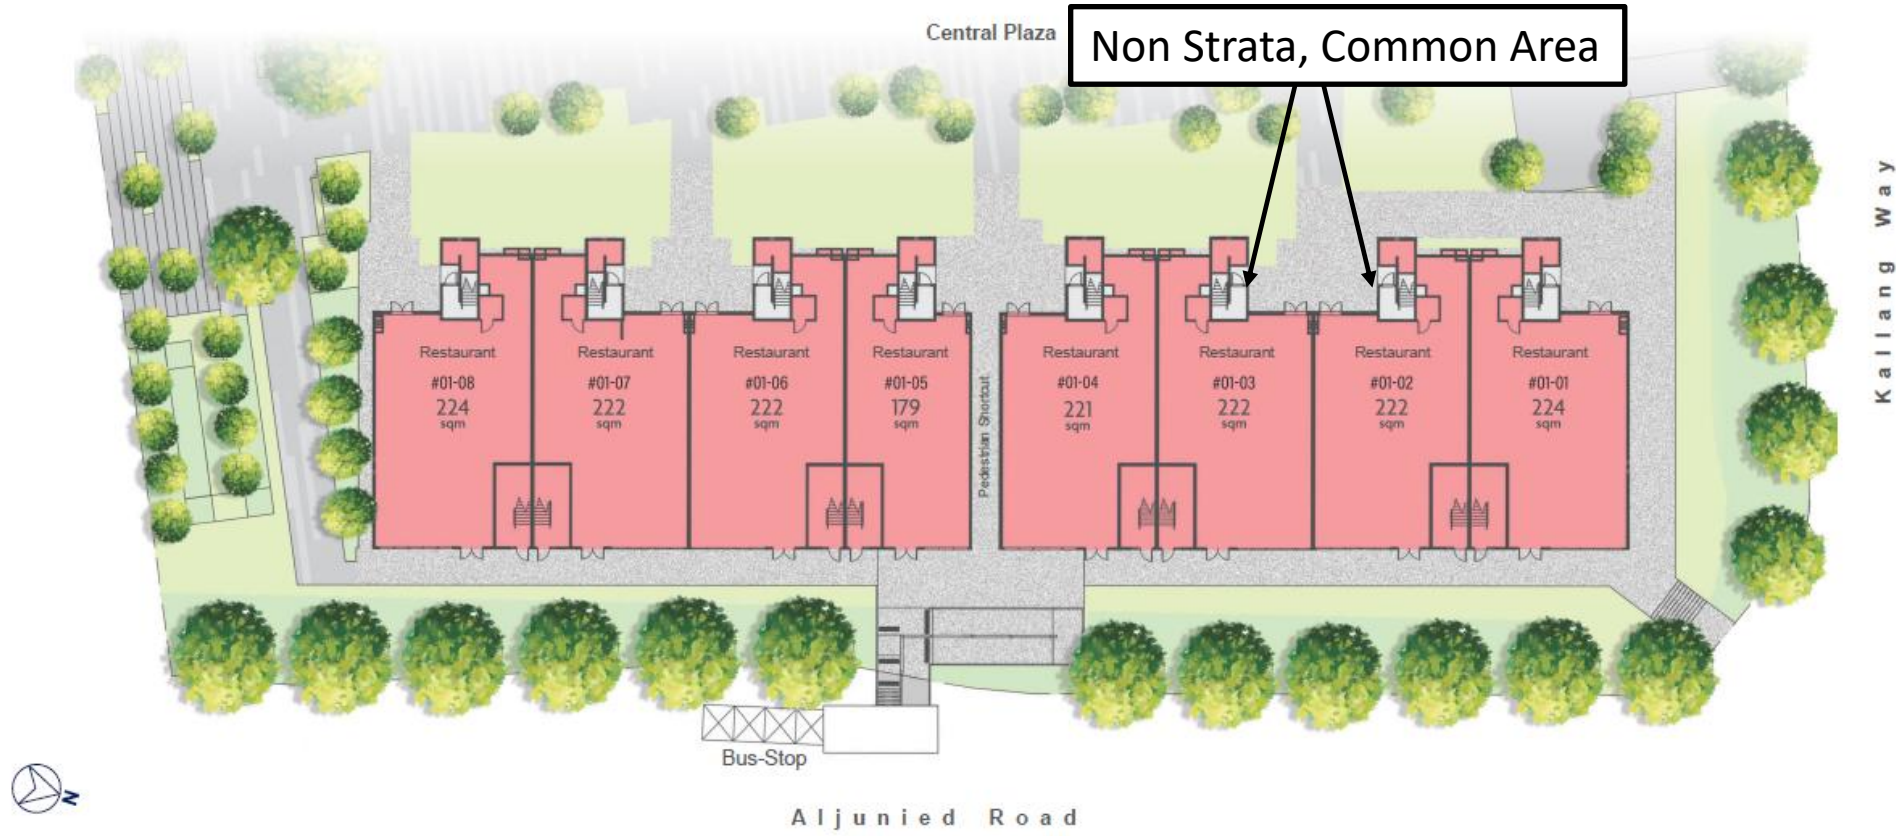 Central Plaza
Non Strata, Common Area
Kallang Way
Restaurant
#01-08
224
sqm
Restaurant
#01-07
222
sqm
Restaurant
#01-06
222
sqm
Restaurant
#01-05
179
sqm
Pedestrian Shortcut
Restaurant
#01-04
221
sqm
Restaurant
#01-03
222
sqm
Restaurant
#01-02
222
sqm
Restaurant
#01-01
224
sqm
Bus-Stop
N
Aljunied Road